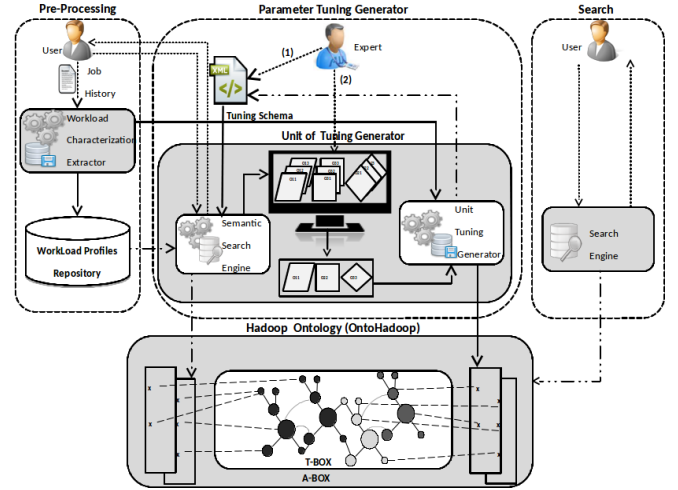 Pre-Processing
Parameter Tuning Generator
Search
User
Expert
User
(1)
(2)
Job
History
XML
</>
Tuning Schema
Workload
Characterization
Extractor
Unit of Tuning Generator
WorkLoad Profiles
Repository
Semantic
Search
Engine
Unit
Tuning
Generator
Search
Engine
Hadoop Ontology (OntoHadoop)
x
x
x
x
x
x
x
T-BOX
A-BOX